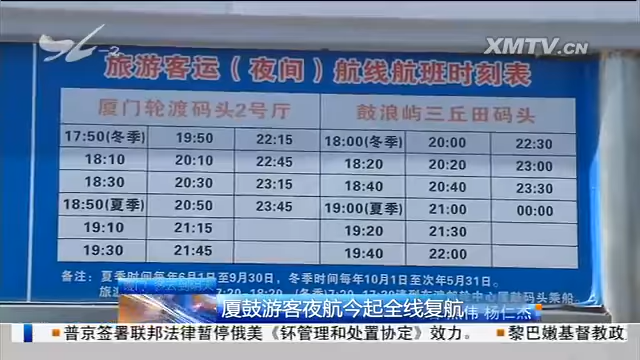 XMTV.CN
旅游客运（夜间）航线航班时刻表
厦门轮渡码头2号厅 鼓浪屿三丘田码头
17:50(冬季) 19:50 22:15 18:00(冬季) 20:00 22:30
18:10 20:10 22:45 18:20 20:20 23:00
18:30 20:30 23:15 18:40 20:40 23:30
18:50(夏季) 20:50 23:45 19:00(夏季) 21:00 00:00
19:10 21:15 19:20 21:30
19:30 21:45 19:40 22:00
备注：夏季时间每年6月1日至9月30日，冬季时间每年10月1日至次年5月31日。
厦鼓游客夜航今起全线复航
杨仁杰
普京签署联邦法律暂停俄美《钚管理和处置协定》效力 黎巴嫩基督教政